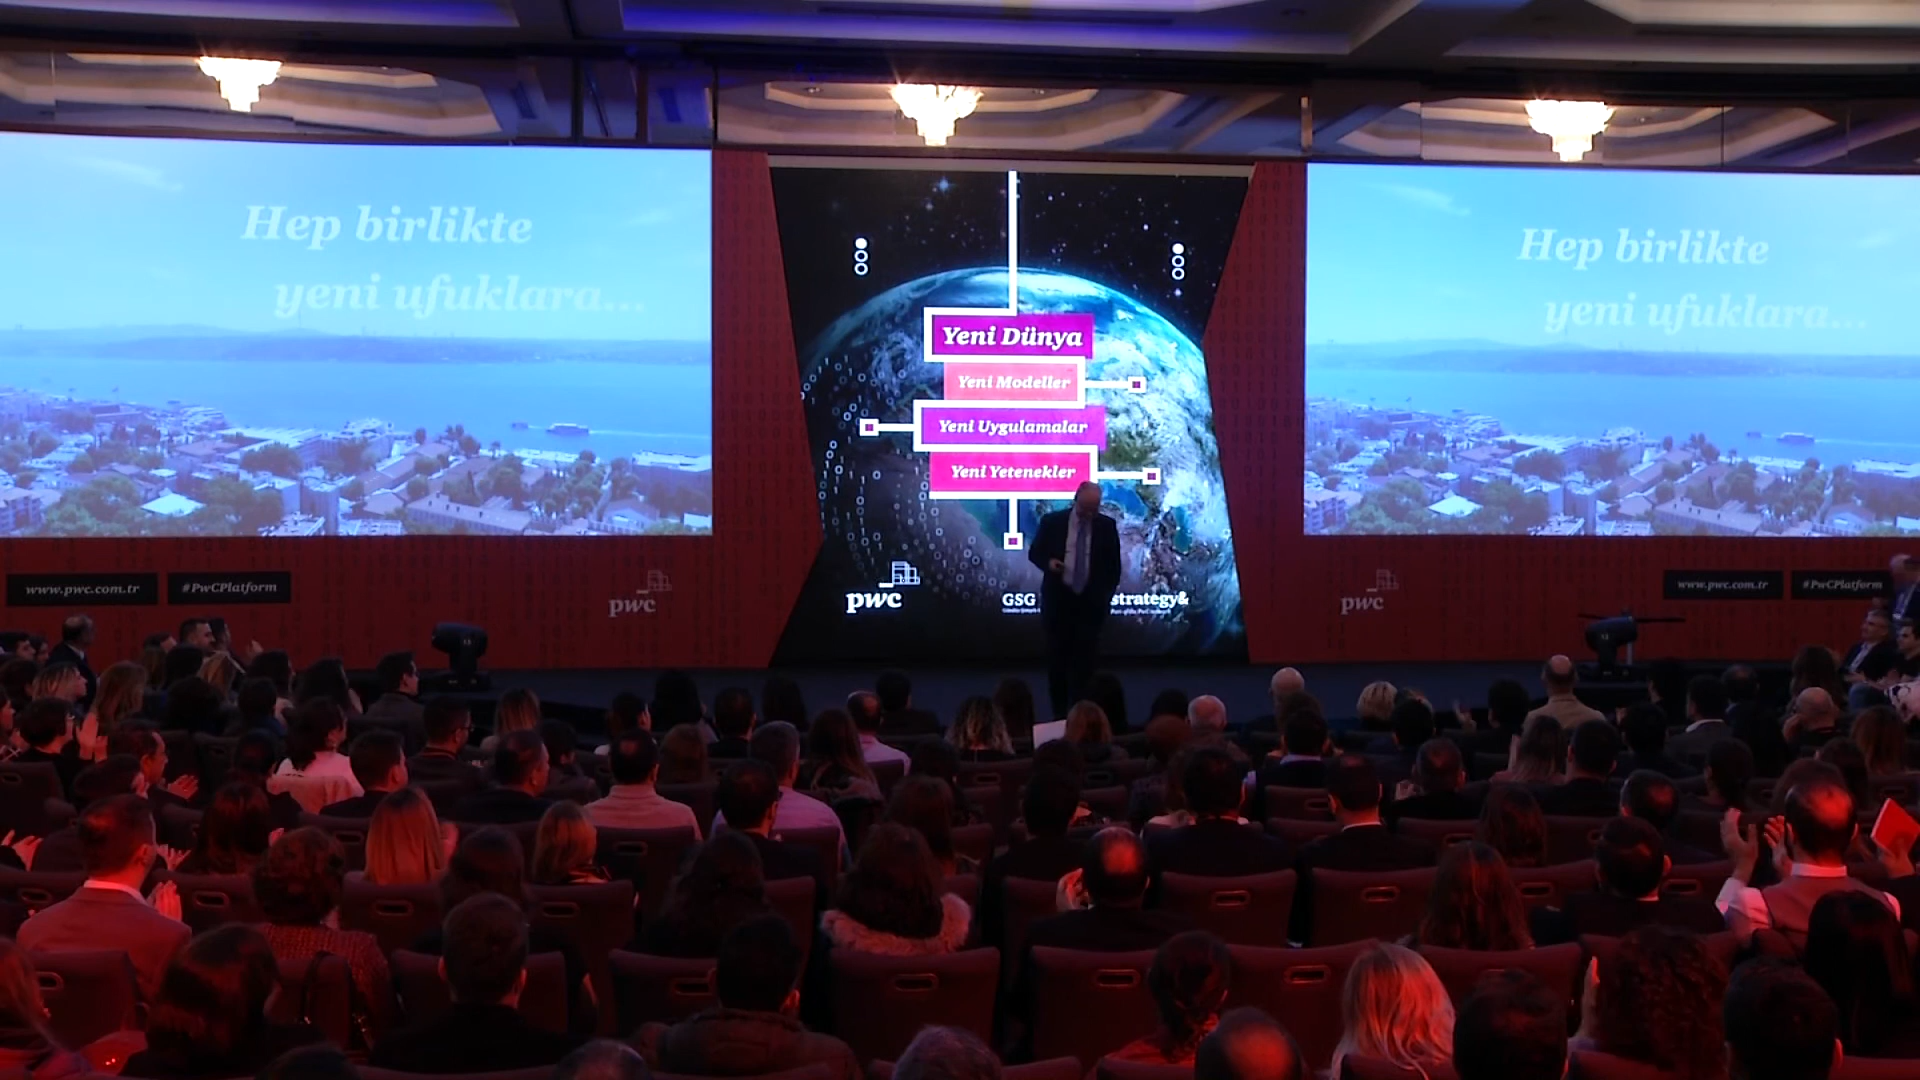 Hep birlikte
yeni ufuklara...
Yeni Dünya
Yeni Modeller
Yeni Uygulamalar
Yeni Yetenekler
pwc
GSG
strategy&
Hep birlikte
yeni ufuklara...
www.pwc.com.tr
#PwCPlatform
pwc
pwc
www.pwc.com.tr
#PwCPlatform